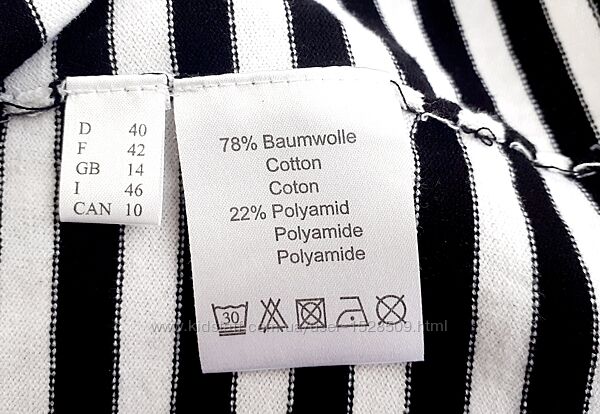 D 40
F 42
GB 14
I 46
CAN 10
78% Baumwolle
Cotton
Coton
22% Polyamid
Polyamide
Polyamide
30